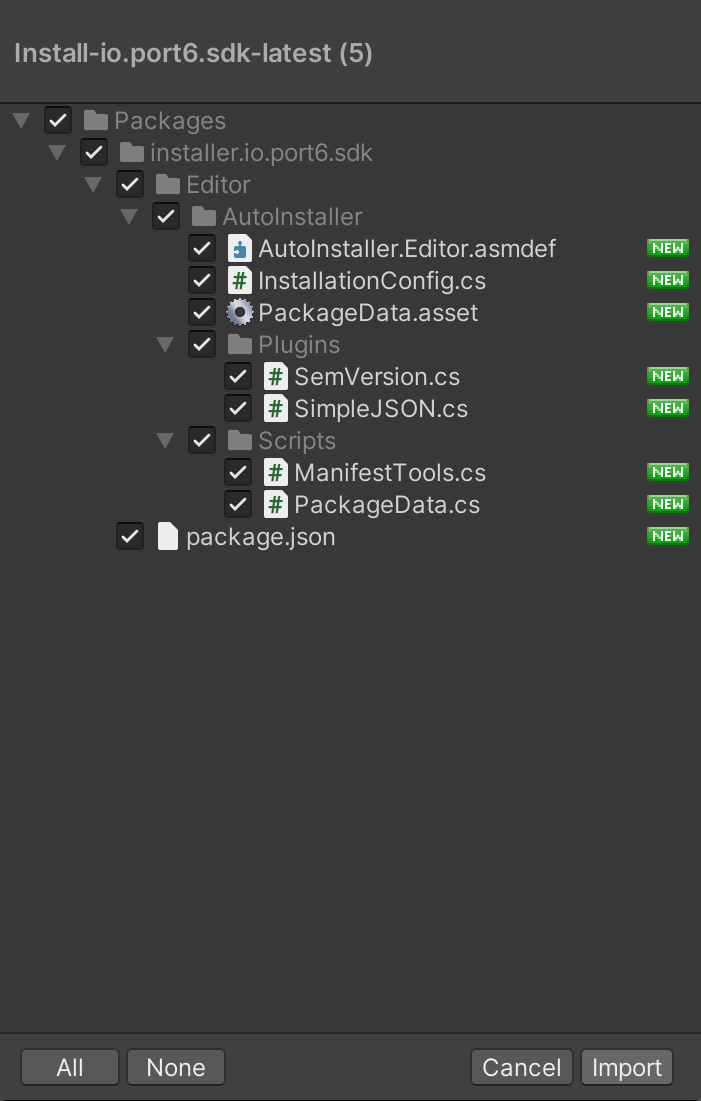 Install-io.port6.sdk-latest (5)
Packages
installer.io.port6.sdk
Editor
AutoInstaller
AutoInstaller.Editor.asmdef NEW
# InstallationConfig.cs NEW
PackageData.asset NEW
Plugins
# SemVersion.cs NEW
# SimpleJSON.cs NEW
Scripts
# ManifestTools.cs NEW
# PackageData.cs NEW
package.json NEW
All None Cancel Import